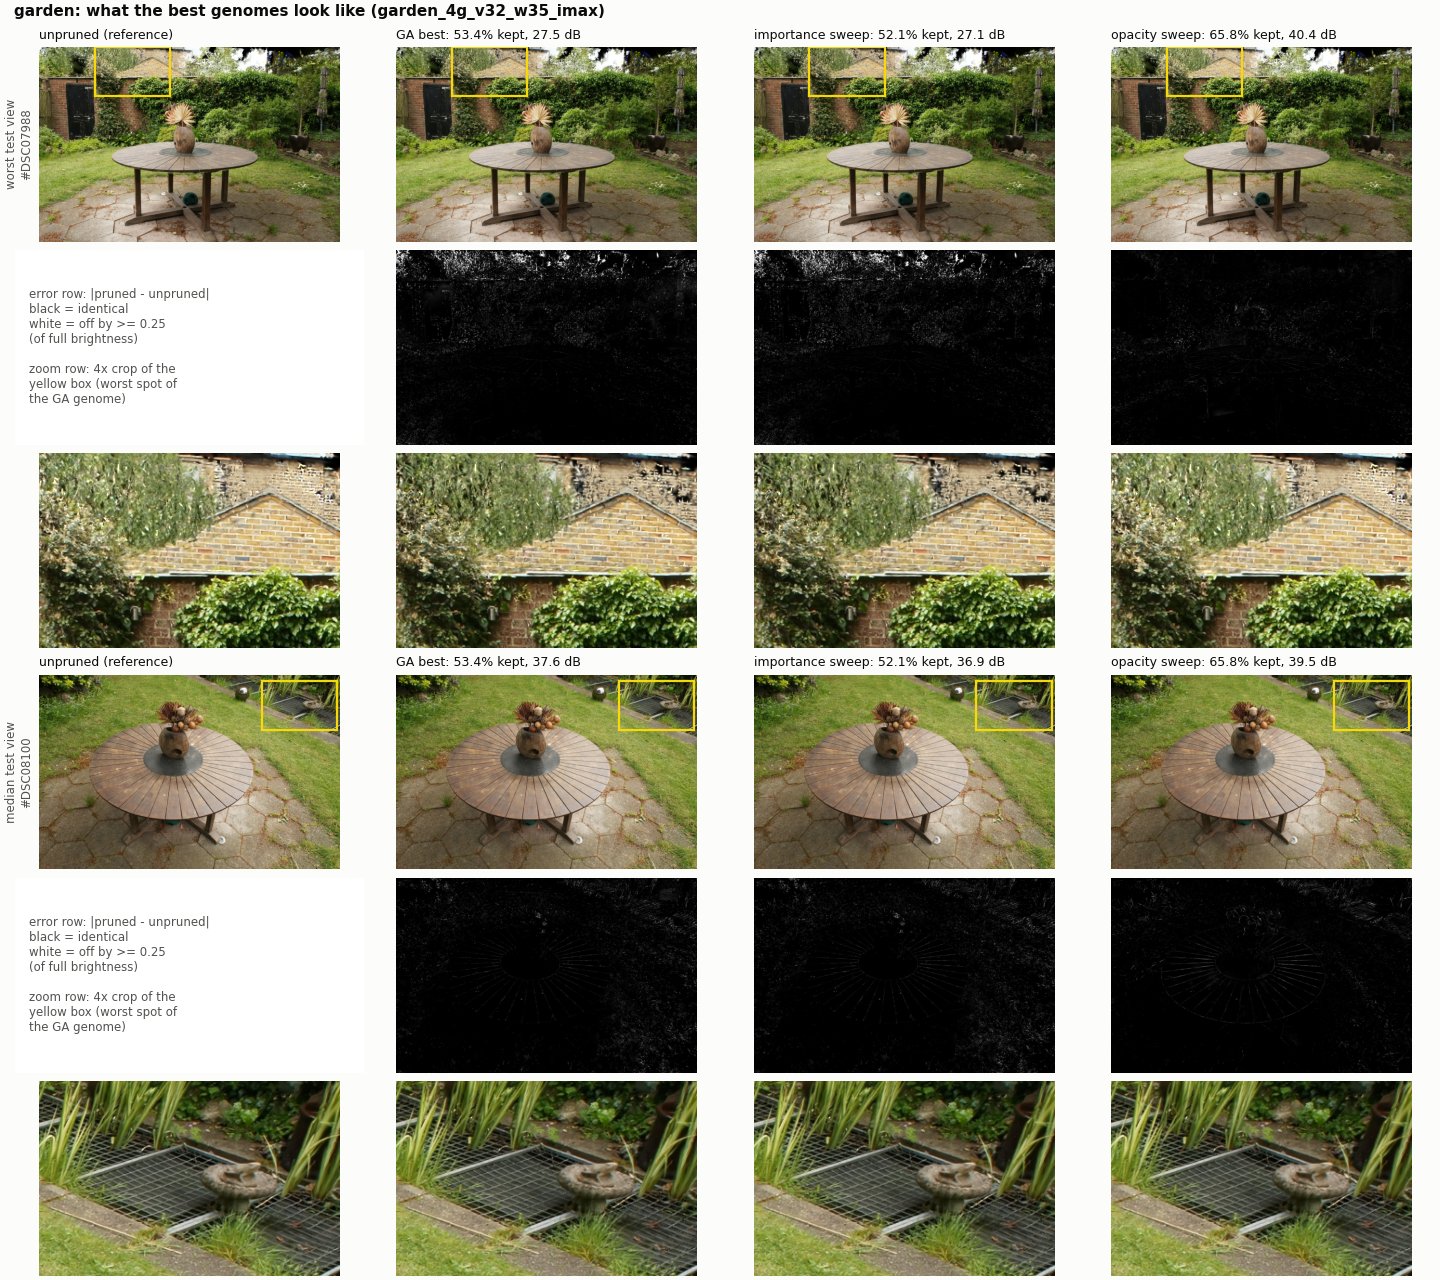 garden: what the best genomes look like (garden_4g_v32_w35_imax)
unpruned (reference)
GA best: 53.4% kept, 27.5 dB
importance sweep: 52.1% kept, 27.1 dB
opacity sweep: 65.8% kept, 40.4 dB
worst test view
#DSC07988
error row: |pruned - unpruned|
black = identical
white = off by >= 0.25
(of full brightness)
zoom row: 4x crop of the
yellow box (worst spot of
the GA genome)
unpruned (reference)
GA best: 53.4% kept, 37.6 dB
importance sweep: 52.1% kept, 36.9 dB
opacity sweep: 65.8% kept, 39.5 dB
median test view
#DSC08100
error row: |pruned - unpruned|
black = identical
white = off by >= 0.25
(of full brightness)
zoom row: 4x crop of the
yellow box (worst spot of
the GA genome)